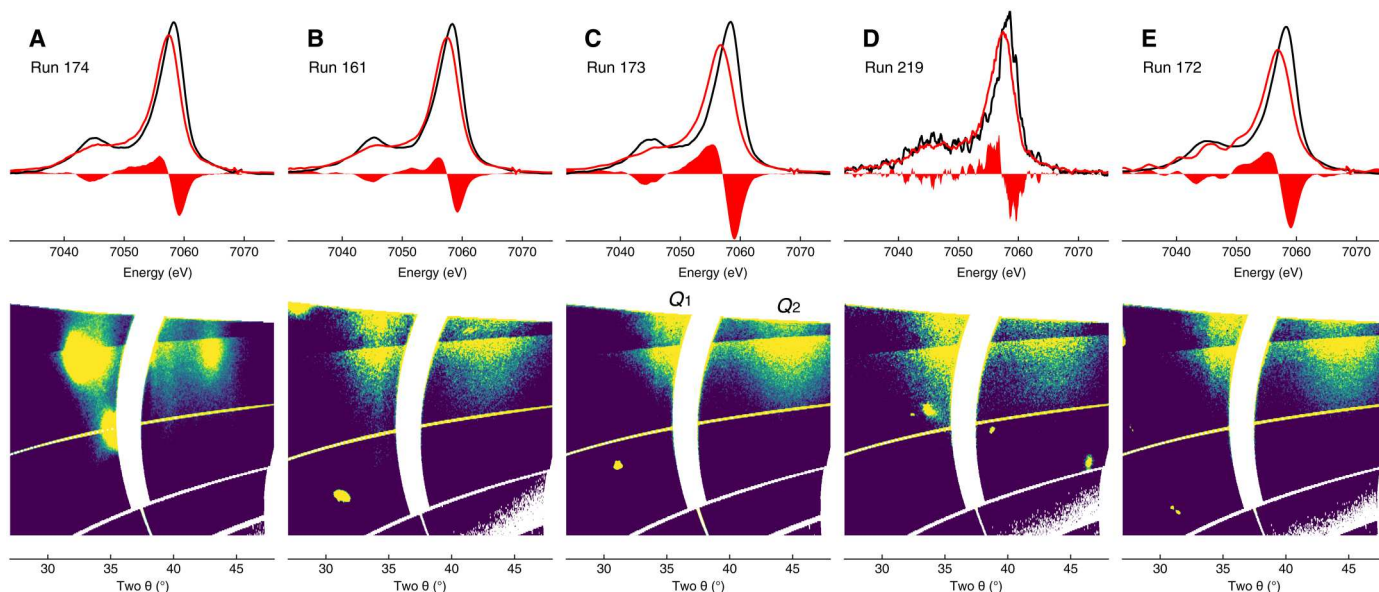 A B C D E
Run 174 Run 161 Run 173 Run 219 Run 172
7040 7050 7060 7070 7040 7050 7060 7070 7040 7050 7060 7070 7040 7050 7060 7070 7040 7050 7060 7070
Energy (eV) Energy (eV) Energy (eV) Energy (eV) Energy (eV)
Q1 Q2
30 35 40 45 30 35 40 45 30 35 40 45 30 35 40 45 30 35 40 45
Two θ (°) Two θ (°) Two θ (°) Two θ (°) Two θ (°)